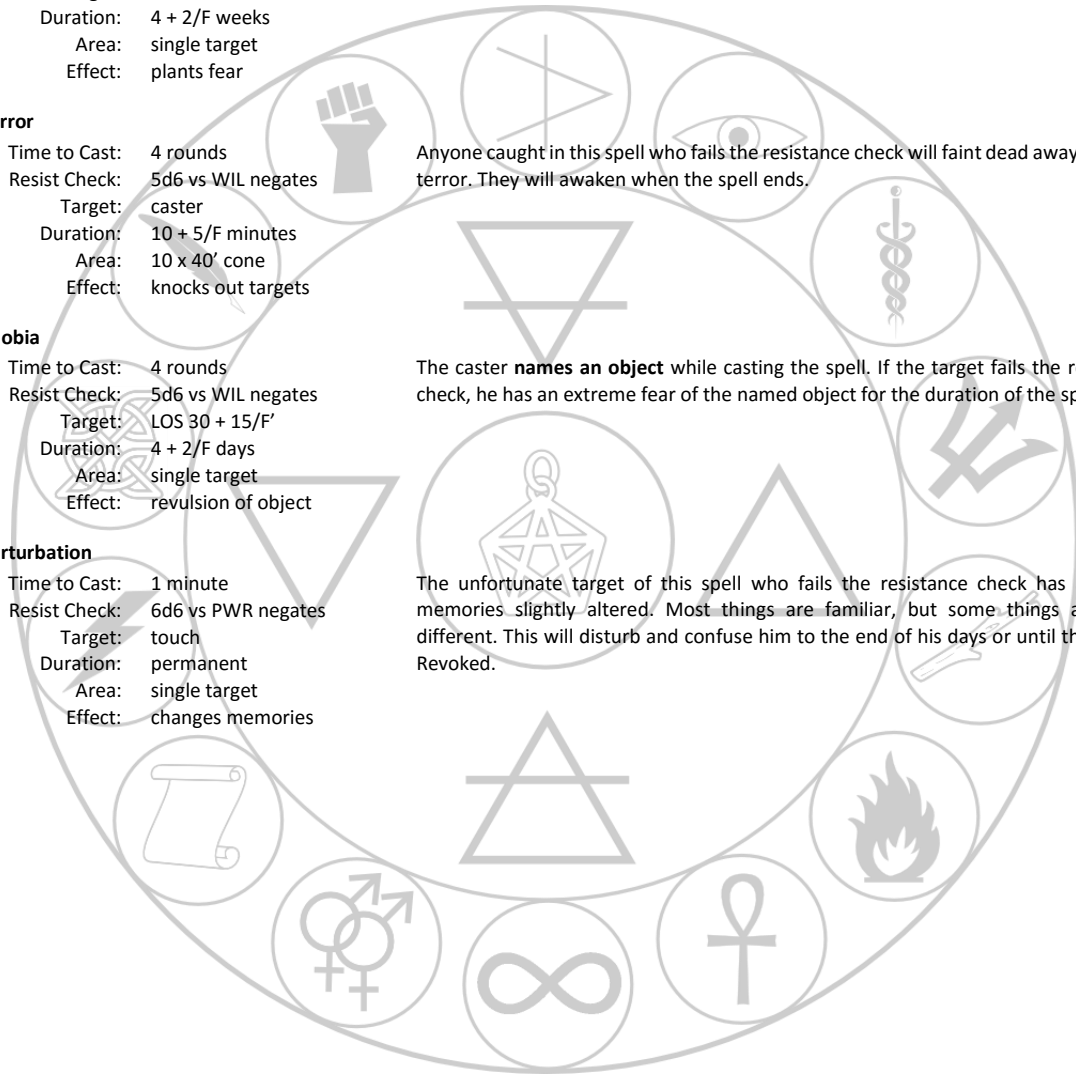 Duration: 4 + 2/F weeks
Area: single target
Effect: plants fear
rror
Time to Cast: 4 rounds
Anyone caught in this spell who fails the resistance check will faint dead away
Resist Check: 5d6 vs WIL negates
terror. They will awaken when the spell ends.
Target: caster
Duration: 10 + 5/F minutes
Area: 10 x 40’ cone
Effect: knocks out targets
obia
Time to Cast: 4 rounds
The caster names an object while casting the spell. If the target fails the
Resist Check: 5d6 vs WIL negates
check, he has an extreme fear of the named object for the duration of the
Target: LOS 30 + 15/F’
Duration: 4 + 2/F days
Area: single target
Effect: revulsion of object
rturbation
Time to Cast: 1 minute
The unfortunate target of this spell who fails the resistance check has
Resist Check: 6d6 vs PWR negates
memories slightly altered. Most things are familiar, but some things
Target: touch
different. This will disturb and confuse him to the end of his days or until
Duration: permanent
Revoked.
Area: single target
Effect: changes memories